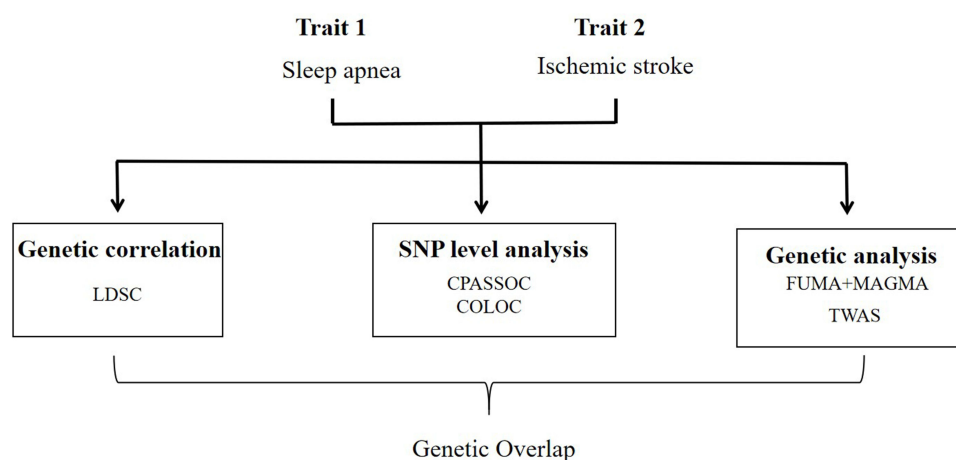 Trait 1
Trait 2
Sleep apnea
Ischemic stroke
Genetic correlation
LDSC
SNP level analysis
CPASSOC
COLOC
Genetic analysis
FUMA+MAGMA
TWAS
Genetic Overlap